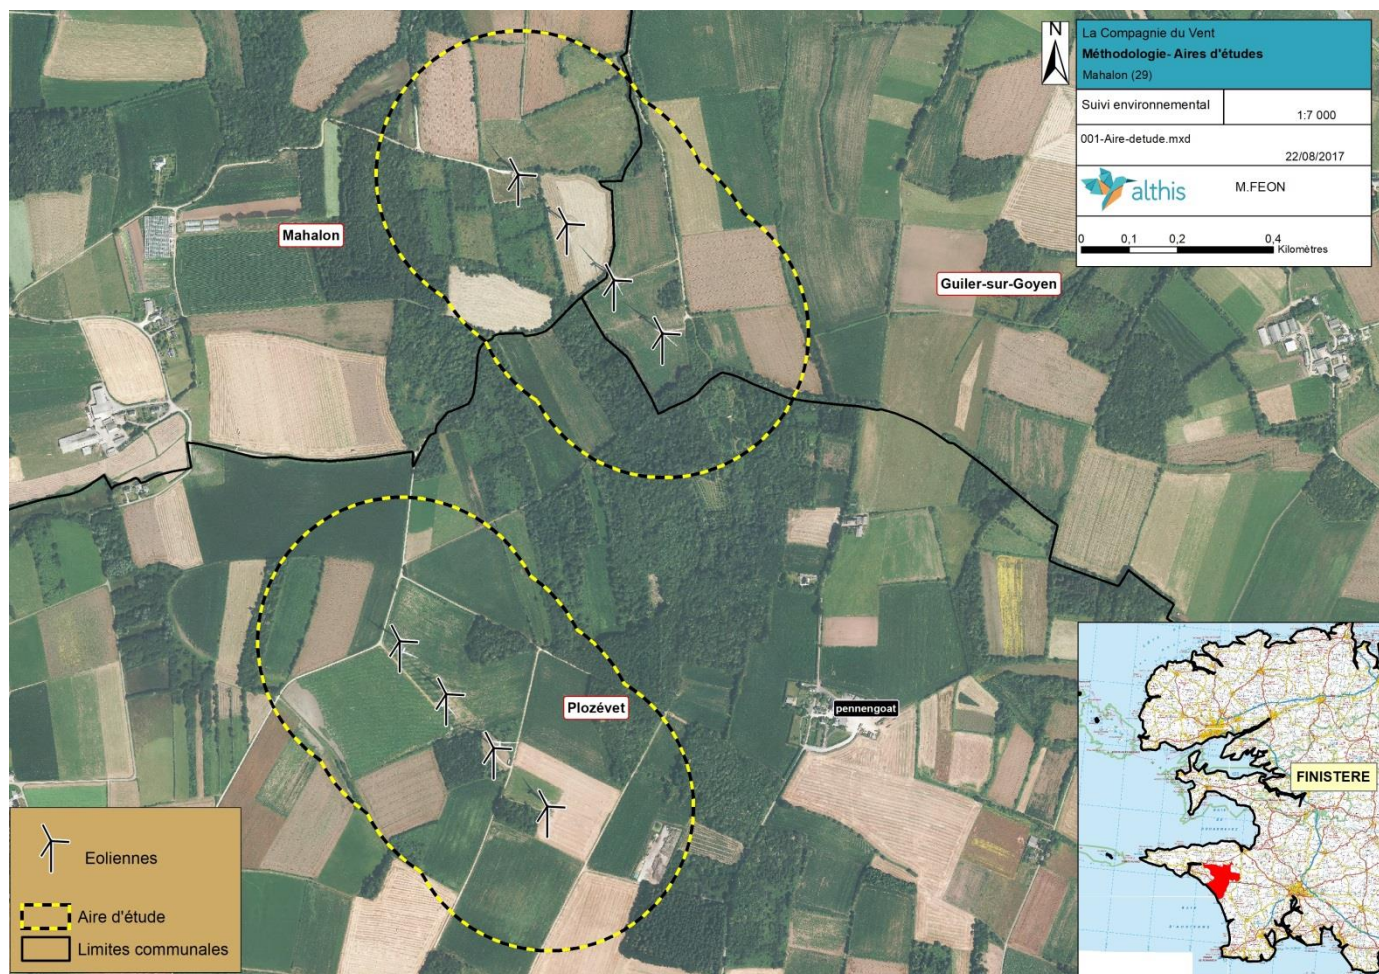 N
La Compagnie du Vent
Méthodologie- Aires d'études
Mahalon (29)
Suivi environnemental
1:7 000
001-Aire-detude.mxd
22/08/2017
althis
M.FEON
0 0,1 0,2 0,4
Kilomètres
Mahalon
Guiler-sur-Goyen
Plozévet
pennengoat
FINISTERE
Eoliennes
Aire d'étude
Limites communales